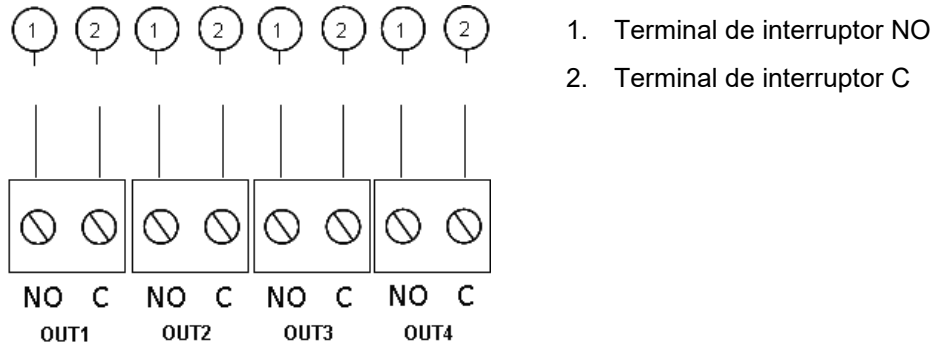 1 2 1 2 1 2 1 2
NO C NO C NO C NO C
OUT1 OUT2 OUT3 OUT4
1. Terminal de interruptor NO
2. Terminal de interruptor C